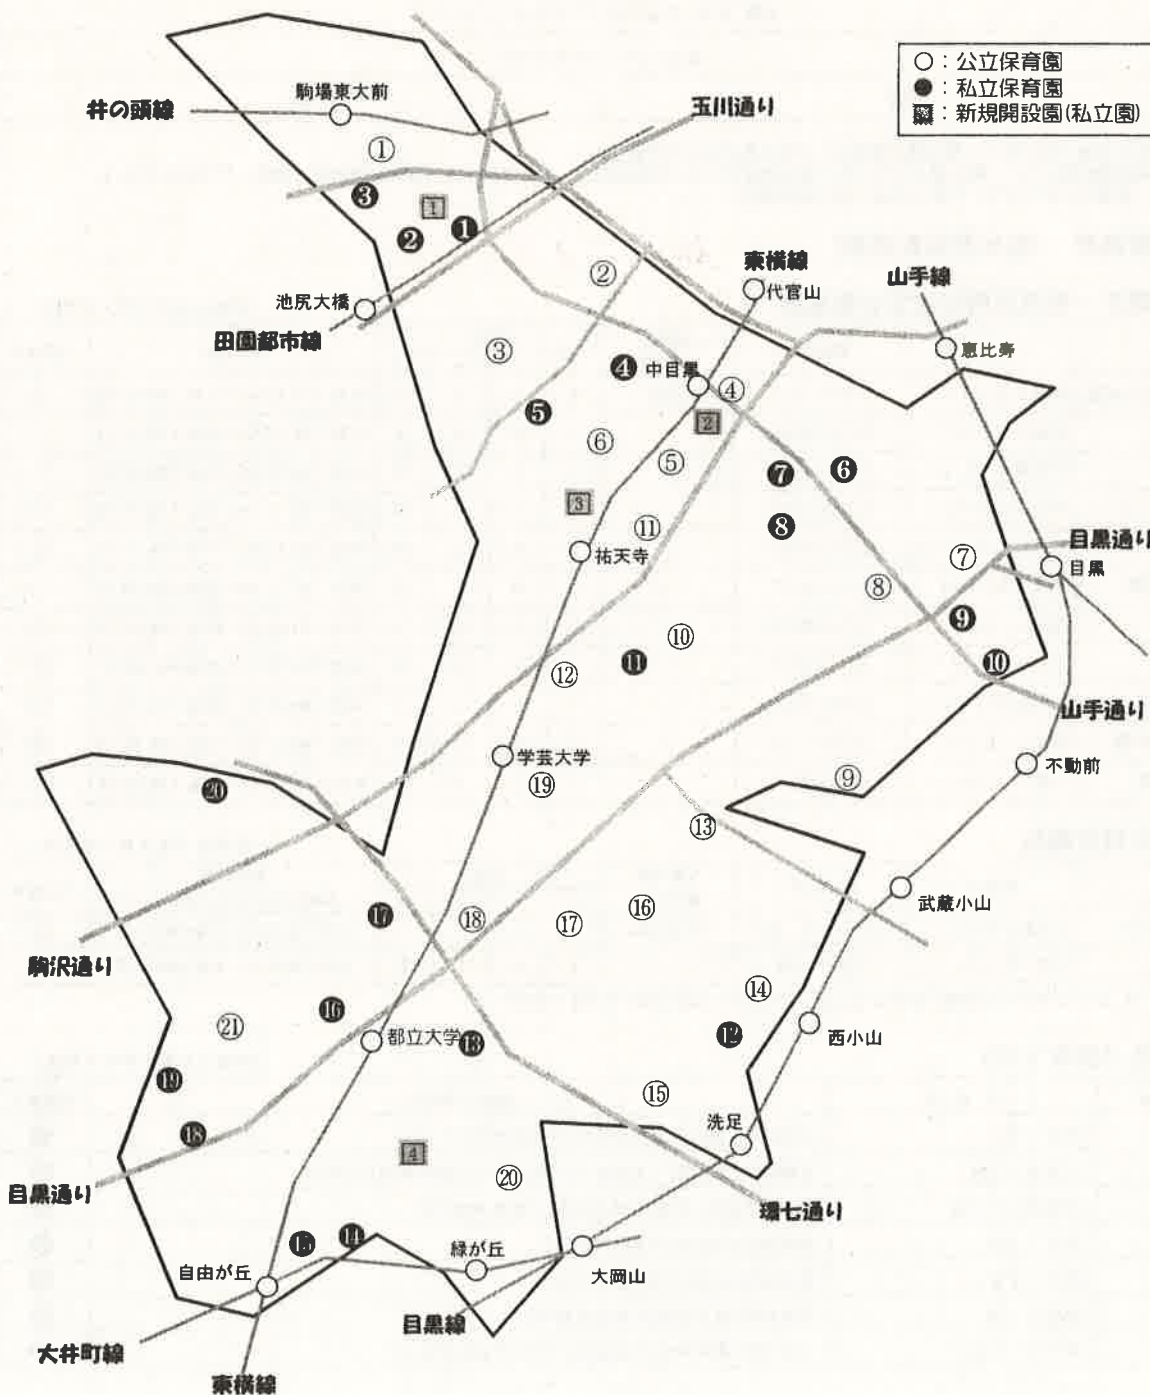 ○：公立保育園
●：私立保育園
▩：新規開設園(私立園)
井の頭線
駒場東大前
玉川通り
①
❸
1
❷
❶
②
東横線
代官山
山手線
池尻大橋
田園都市線
③
❹
中目黒
④
恵比寿
❺
2
⑥
⑤
❼
❻
3
⑪
❽
祐天寺
⑦
目黒通り
目黒
⑧
❾
⑩
⓫
❿
⑫
山手通り
学芸大学
不動前
⑨
⑲
⓴
⑬
武蔵小山
⓱
⑱
⑰
⑯
駒沢通り
⑭
⓰
㉑
都立大学
⓭
⓬
西小山
⓳
⑮
⓲
洗足
4
⑳
目黒通り
環七通り
⓯
⓮
緑が丘
自由が丘
大岡山
目黒線
大井町線
東横線